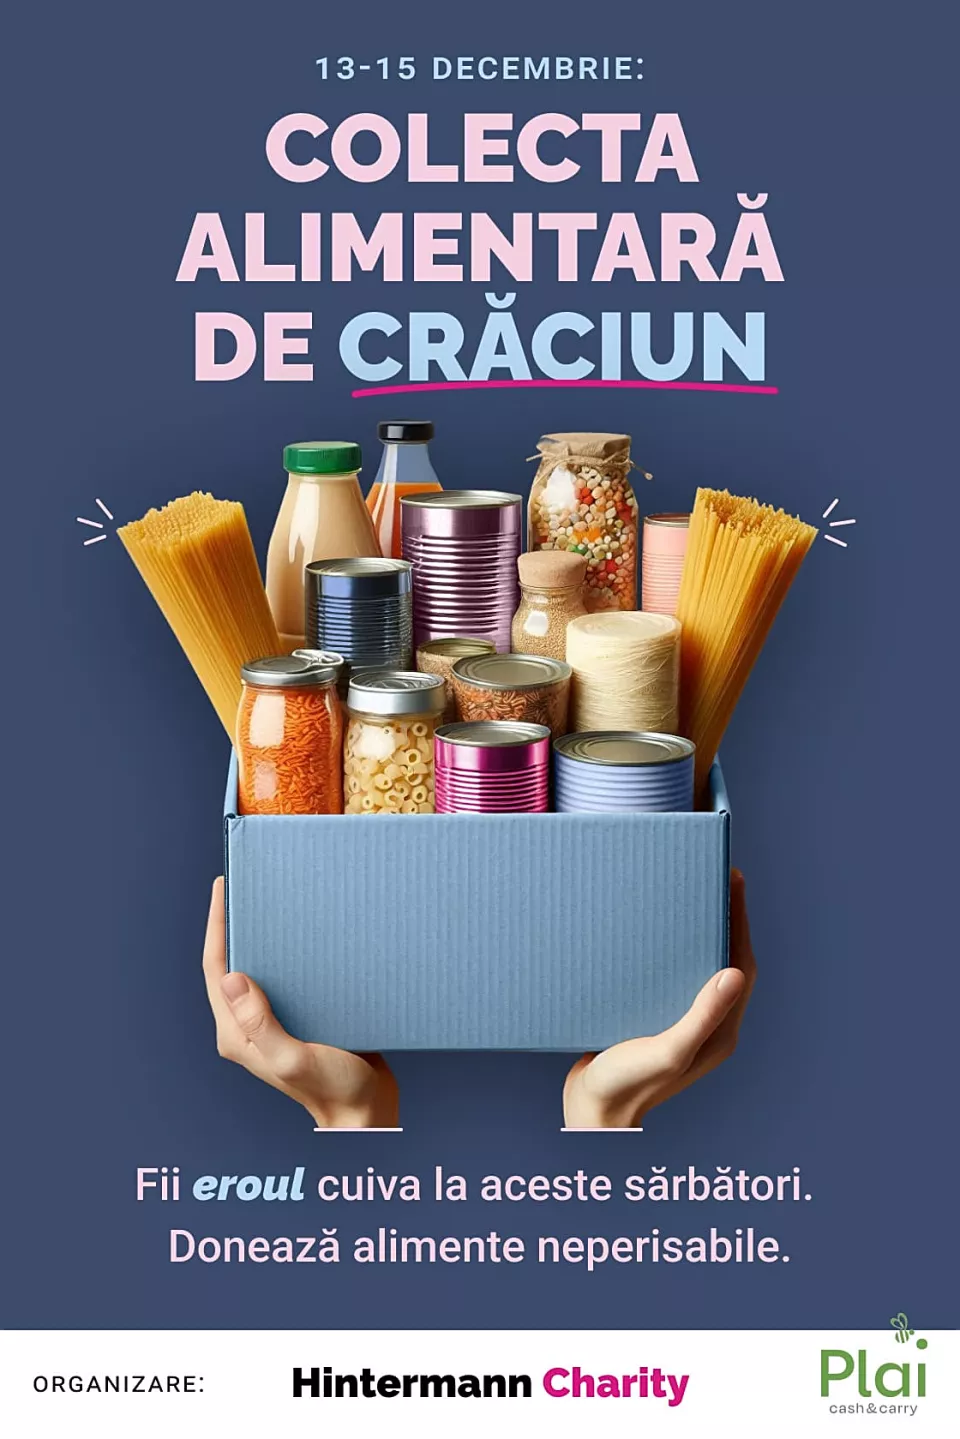 13-15 DECEMBRIE:
COLECTA
ALIMENTARĂ
DE CRĂCIUN
Fii eroul cuiva la aceste sărbători.
Donează alimente neperisabile.
ORGANIZARE:
Hintermann Charity
Plai
cash&carry